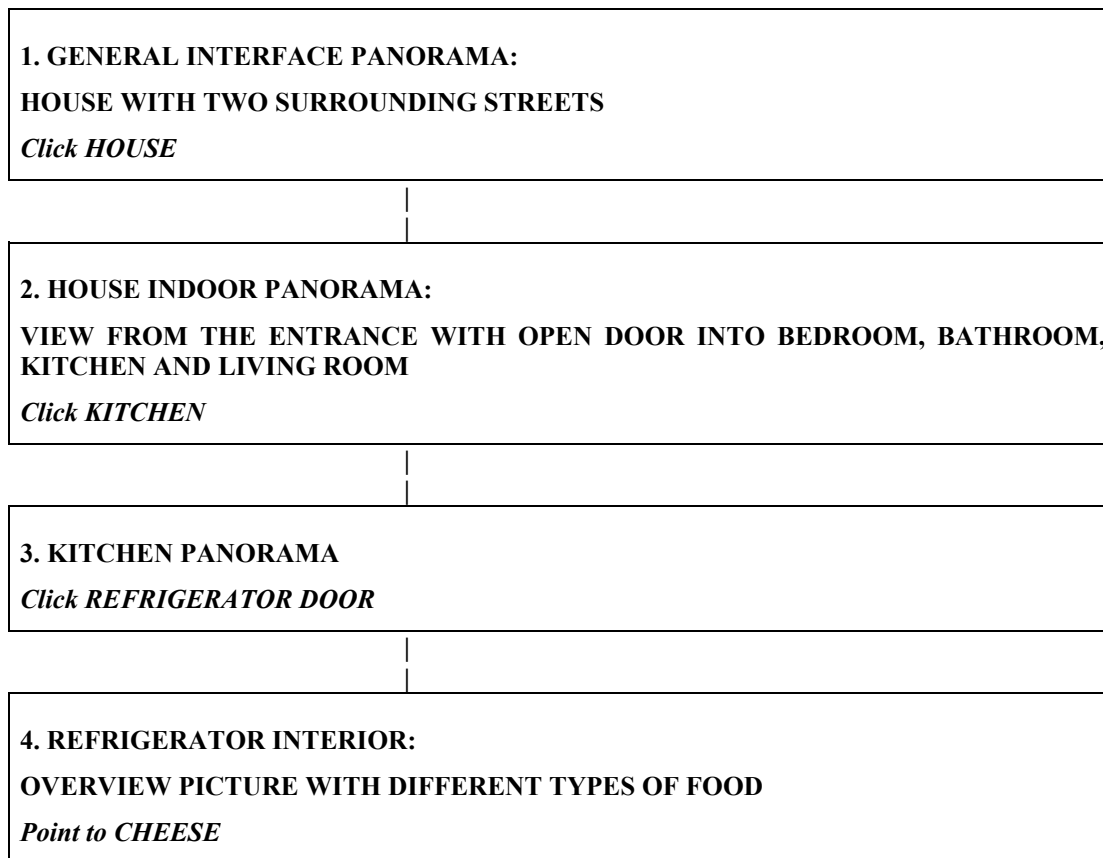 1. GENERAL INTERFACE PANORAMA:
HOUSE WITH TWO SURROUNDING STREETS
Click HOUSE
2. HOUSE INDOOR PANORAMA:
VIEW FROM THE ENTRANCE WITH OPEN DOOR INTO BEDROOM, BATHROOM,
KITCHEN AND LIVING ROOM
Click KITCHEN
3. KITCHEN PANORAMA
Click REFRIGERATOR DOOR
4. REFRIGERATOR INTERIOR:
OVERVIEW PICTURE WITH DIFFERENT TYPES OF FOOD
Point to CHEESE